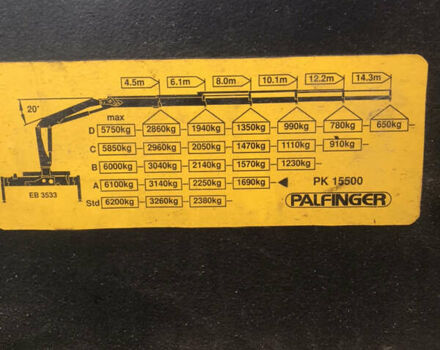 4.5m 6.1m 8.0m 10.1m 12.2m 14.3m
20°
max
D 5750kg 2860kg 1940kg 1350kg 990kg 780kg 650kg
C 5850kg 2960kg 2050kg 1470kg 1110kg 910kg
B 6000kg 3040kg 2140kg 1570kg 1230kg
A 6100kg 3140kg 2250kg 1690kg PK 15500
EB 3533
Std 6200kg 3260kg 2380kg PALFINGER